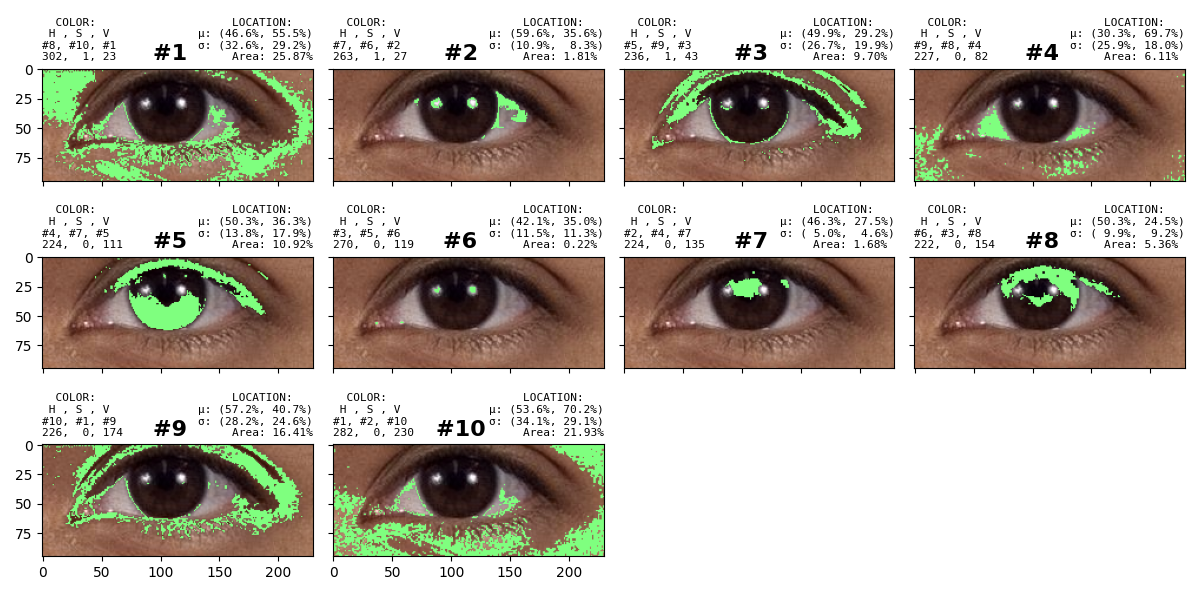 COLOR: LOCATION: COLOR: LOCATION: COLOR: LOCATION: COLOR: LOCATION:
H , S , V μ: (46.6%, 55.5%) H , S , V μ: (59.6%, 35.6%) H , S , V μ: (49.9%, 29.2%) H , S , V μ: (30.3%, 69.7%)
#8, #10, #1 #1 σ: (32.6%, 29.2%) #7, #6, #2 #2 σ: (10.9%, 8.3%) #5, #9, #3 #3 σ: (26.7%, 19.9%) #9, #8, #4 #4 σ: (25.9%, 18.0%)
302, 1, 23 Area: 25.87% 263, 1, 27 Area: 1.81% 236, 1, 43 Area: 9.70% 227, 0, 82 Area: 6.11%
0
25
50
75
COLOR: LOCATION: COLOR: LOCATION: COLOR: LOCATION: COLOR: LOCATION:
H , S , V μ: (50.3%, 36.3%) H , S , V μ: (42.1%, 35.0%) H , S , V μ: (46.3%, 27.5%) H , S , V μ: (50.3%, 24.5%)
#4, #7, #5 #5 σ: (13.8%, 17.9%) #3, #5, #6 #6 σ: (11.5%, 11.3%) #2, #4, #7 #7 σ: ( 5.0%, 4.6%) #6, #3, #8 #8 σ: ( 9.9%, 9.2%)
224, 0, 111 Area: 10.92% 270, 0, 119 Area: 0.22% 224, 0, 135 Area: 1.68% 222, 0, 154 Area: 5.36%
0
25
50
75
COLOR: LOCATION: COLOR: LOCATION:
H , S , V μ: (57.2%, 40.7%) H , S , V μ: (53.6%, 70.2%)
#10, #1, #9 #9 σ: (28.2%, 24.6%) #1, #2, #10 #10 σ: (34.1%, 29.1%)
226, 0, 174 Area: 16.41% 282, 0, 230 Area: 21.93%
0
25
50
75
0 50 100 150 200 0 50 100 150 200